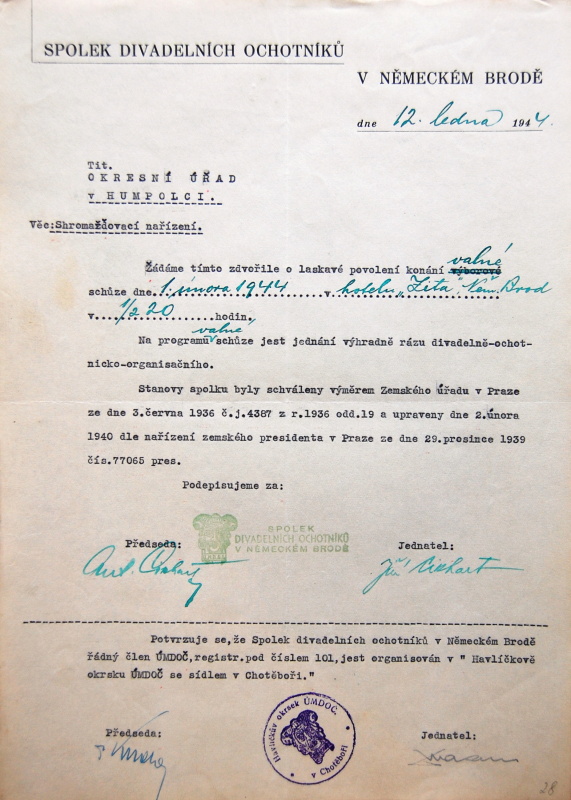 SPOLEK DIVADELNÍCH OCHOTNÍKŮ
V NĚMECKÉM BRODĚ
dne 12. ledna 1944.
Tit.
OKRESNÍ ÚŘAD
v HUMPOLCI.
Věc:Shromažďovací nařízení.
valné
Žádáme tímto zdvořile o laskavé povolení konání výborové
schůze dne 1. února 1944 v hotelu „Zita" Něm. Brod
v 1/2 20 hodin.
valné
Na programu schůze jest jednání výhradně rázu divadelně-ochot-
nicko-organisačního.
Stanovy spolku byly schváleny výměrem Zemského úřadu v Praze
ze dne 3.června 1936 č.j.4387 z r.1936 odd.19 a upraveny dne 2.února
1940 dle nařízení zemského presidenta v Praze ze dne 29.prosince 1939
čís.77065 pres.
Podepisujeme za:
SPOLEK
DIVADELNÍCH OCHOTNÍKŮ
V NĚMECKÉM BRODĚ
Předseda: Jednatel:
Jiří
Potvrzuje se,že Spolek divadelních ochotníků v Německém Brodě
řádný člen ÚMDOČ,registr.pod číslem 101,jest organisován v " Havlíčkově
okrsku ÚMDOČ se sídlem v Chotěboři."
Havlíčkův okrsek ÚMDOČ.
v Chotěboři
Předseda: Jednatel:
28